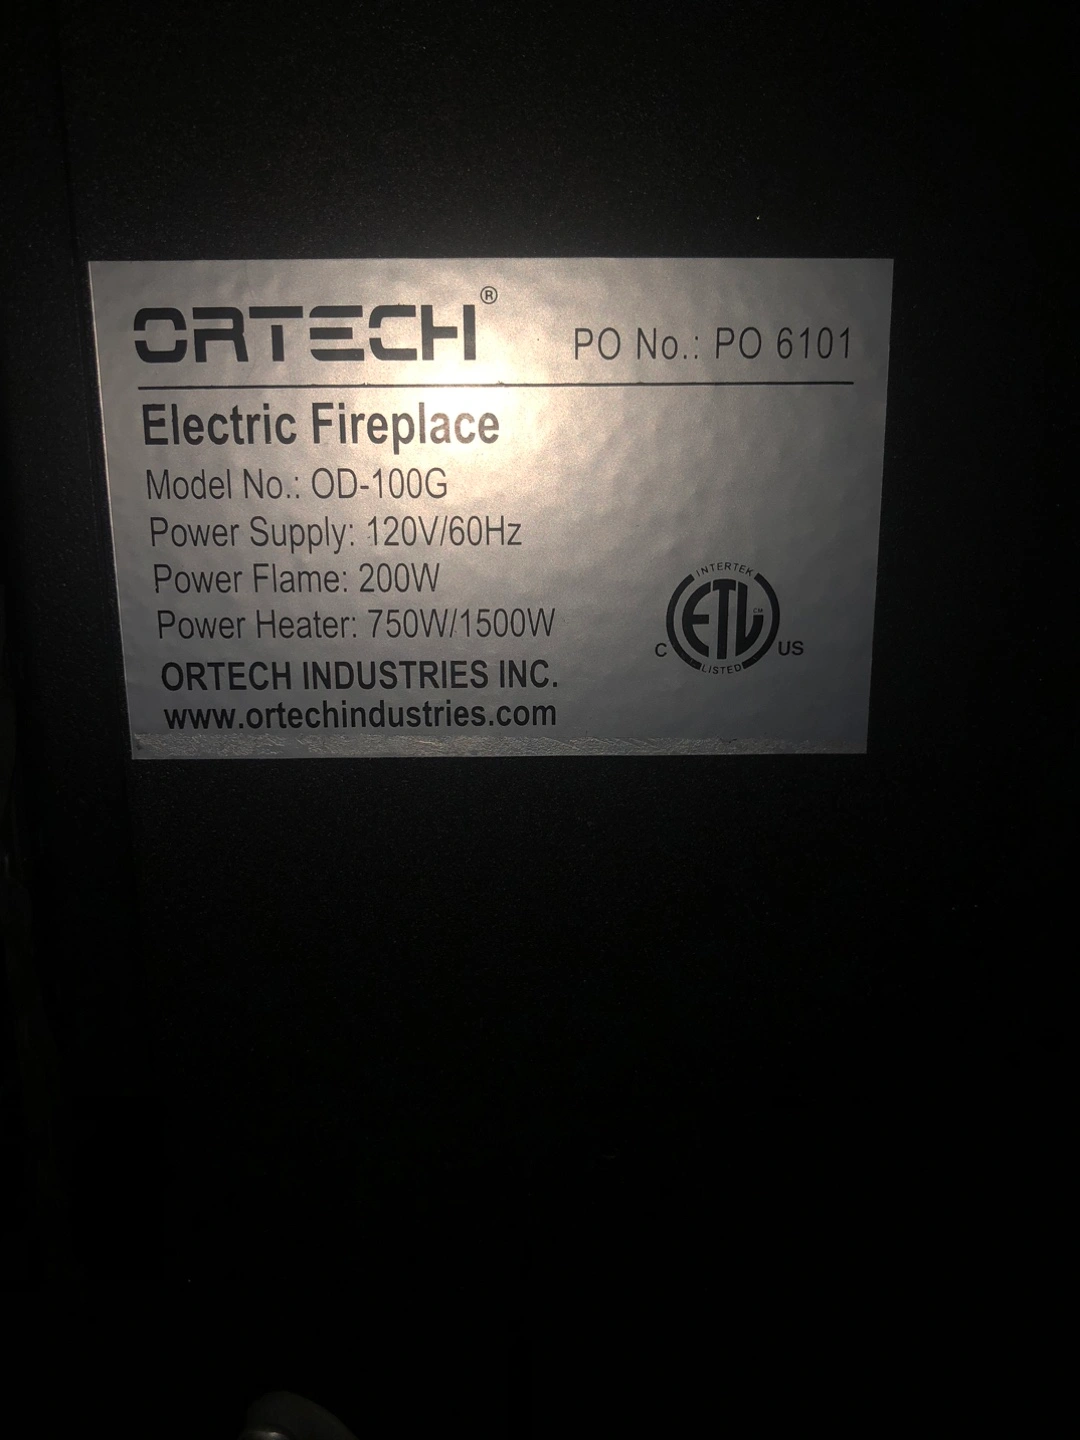 ORTECH®
PO No.: PO 6101
Electric Fireplace
Model No.: OD-100G
Power Supply: 120V/60Hz
Power Flame: 200W
Power Heater: 750W/1500W
ORTECH INDUSTRIES INC.
www.ortechindustries.com
INTERTEK
ETL CM
C US
LISTED